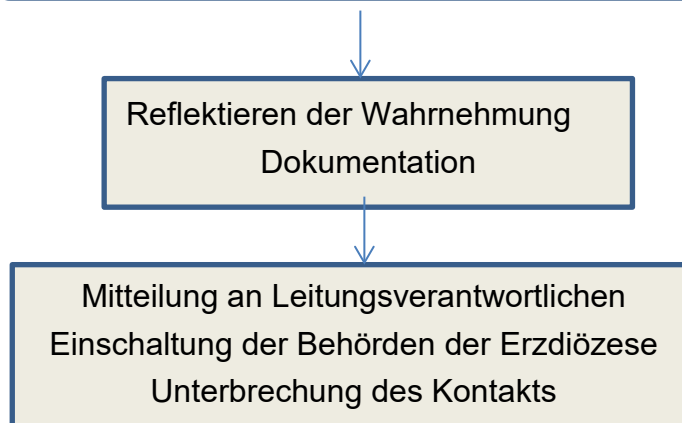 Reflektieren der Wahrnehmung
Dokumentation
Mitteilung an Leitungsverantwortlichen
Einschaltung der Behörden der Erzdiözese
Unterbrechung des Kontakts